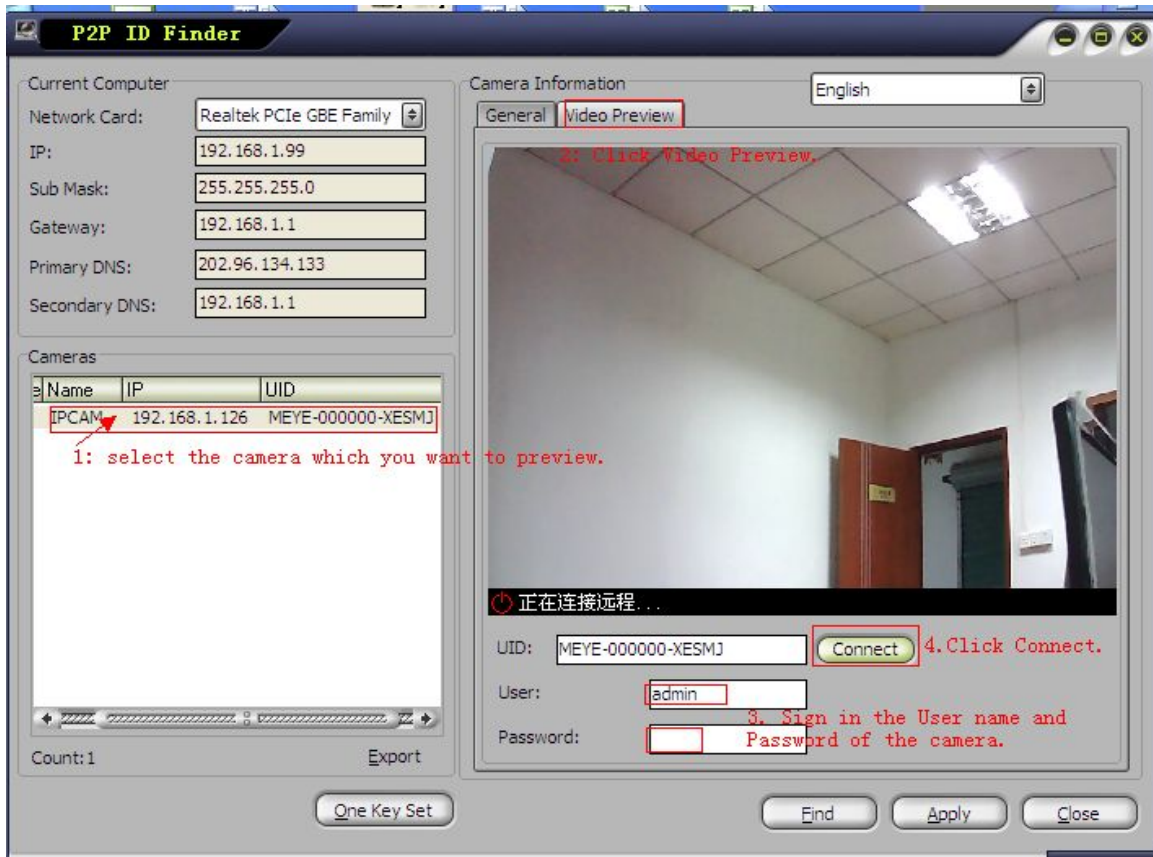 P2P ID Finder
Current Computer
Network Card:
Realtek PCIe GBE Family
IP:
192.168.1.99
Sub Mask:
255.255.255.0
Gateway:
192.168.1.1
Primary DNS:
202.96.134.133
Secondary DNS:
192.168.1.1
Cameras
e Name IP UID
IPCAM 192.168.1.126 MEYE-000000-XESMJ
1: select the camera which you want to preview.
Count:1
Export
One Key Set
Camera Information
English
General
Video Preview
2: Click Video Preview.
正在连接远程...
UID:
MEYE-000000-XESMJ
Connect
4.Click Connect.
User:
admin
3. Sign in the User name and
Password of the camera.
Password:
Find
Apply
Close